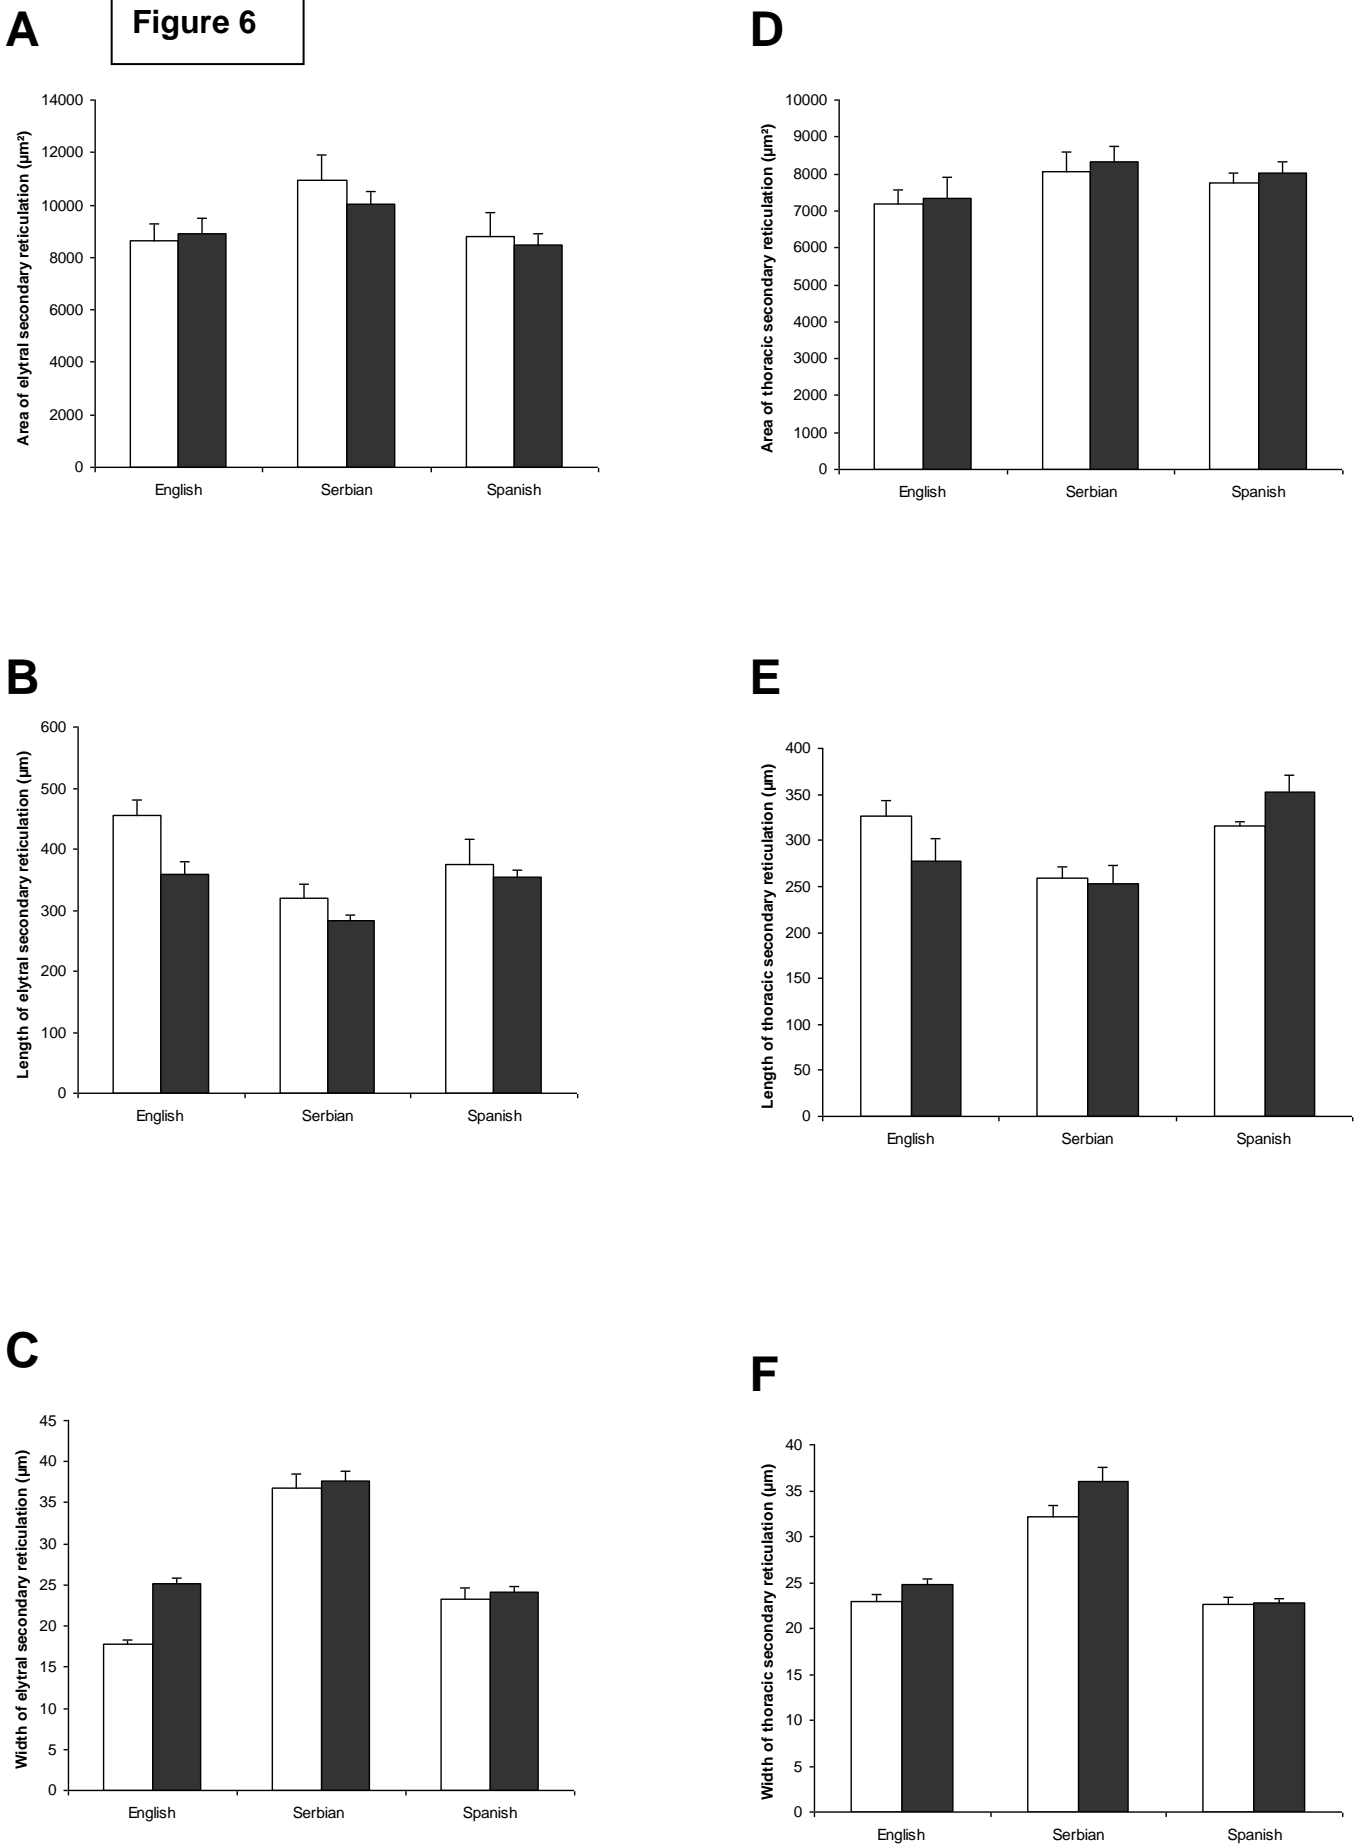 Figure 6
A
Area of elytral secondary reticulation (µm²)
14000
12000
10000
8000
6000
4000
2000
0
English Serbian Spanish
D
Area of thoracic secondary reticulation (µm²)
10000
9000
8000
7000
6000
5000
4000
3000
2000
1000
0
English Serbian Spanish
B
Length of elytral secondary reticulation (µm)
600
500
400
300
200
100
0
English Serbian Spanish
E
Length of thoracic secondary reticulation (µm)
400
350
300
250
200
150
100
50
0
English Serbian Spanish
C
Width of elytral secondary reticulation (µm)
45
40
35
30
25
20
15
10
5
0
English Serbian Spanish
F
Width of thoracic secondary reticulation (µm)
40
35
30
25
20
15
10
5
0
English Serbian Spanish